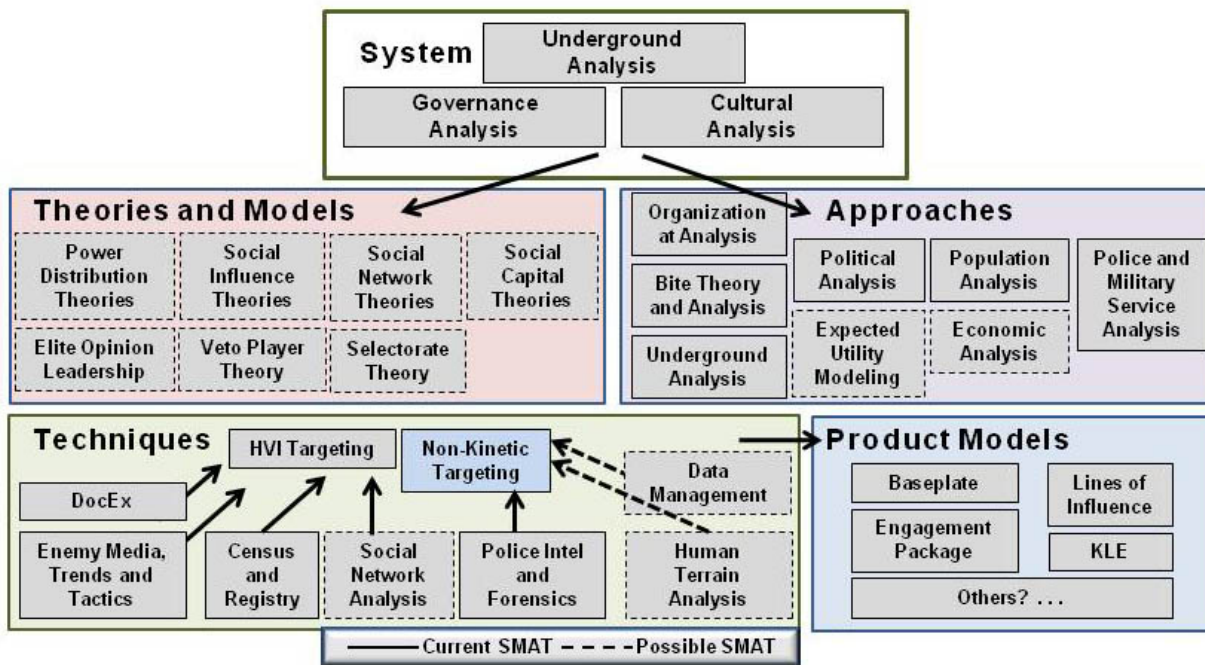 System
Underground
Analysis
Governance
Analysis
Cultural
Analysis
Theories and Models
Power
Distribution
Theories
Social
Influence
Theories
Social
Network
Theories
Social
Capital
Theories
Elite Opinion
Leadership
Veto Player
Theory
Selectorate
Theory
Approaches
Organization
at Analysis
Bite Theory
and Analysis
Underground
Analysis
Political
Analysis
Population
Analysis
Police and
Military
Service
Analysis
Expected
Utility
Modeling
Economic
Analysis
Techniques
HVI Targeting
Non-Kinetic
Targeting
Data
Management
DocEx
Enemy Media,
Trends and
Tactics
Census
and
Registry
Social
Network
Analysis
Police Intel
and
Forensics
Human
Terrain
Analysis
Product Models
Baseplate
Lines of
Influence
Engagement
Package
KLE
Others? . . .
Current SMAT
Possible SMAT